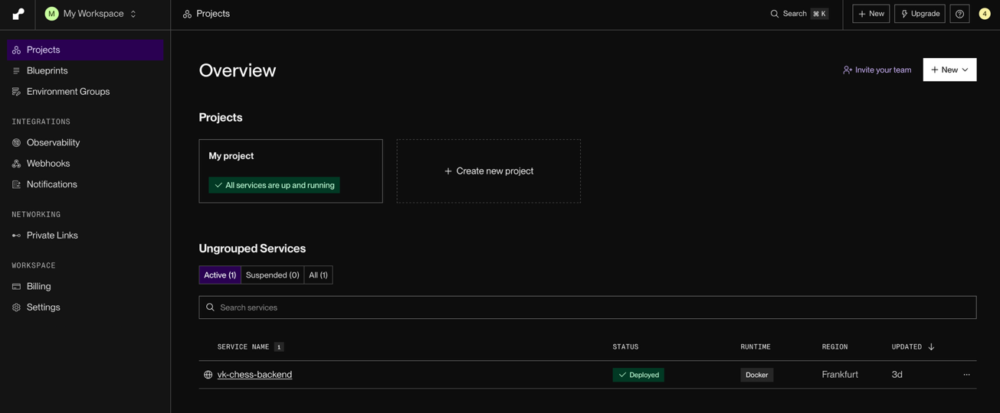 M My Workspace
Projects
Search ⌘ K
+ New
Upgrade
4
Projects
Blueprints
Environment Groups
INTEGRATIONS
Observability
Webhooks
Notifications
NETWORKING
Private Links
WORKSPACE
Billing
Settings
Overview
Invite your team
+ New
Projects
My project
All services are up and running
+ Create new project
Ungrouped Services
Active (1) Suspended (0) All (1)
Search services
SERVICE NAME 1 STATUS RUNTIME REGION UPDATED ↓
vk-chess-backend Deployed Docker Frankfurt 3d ...